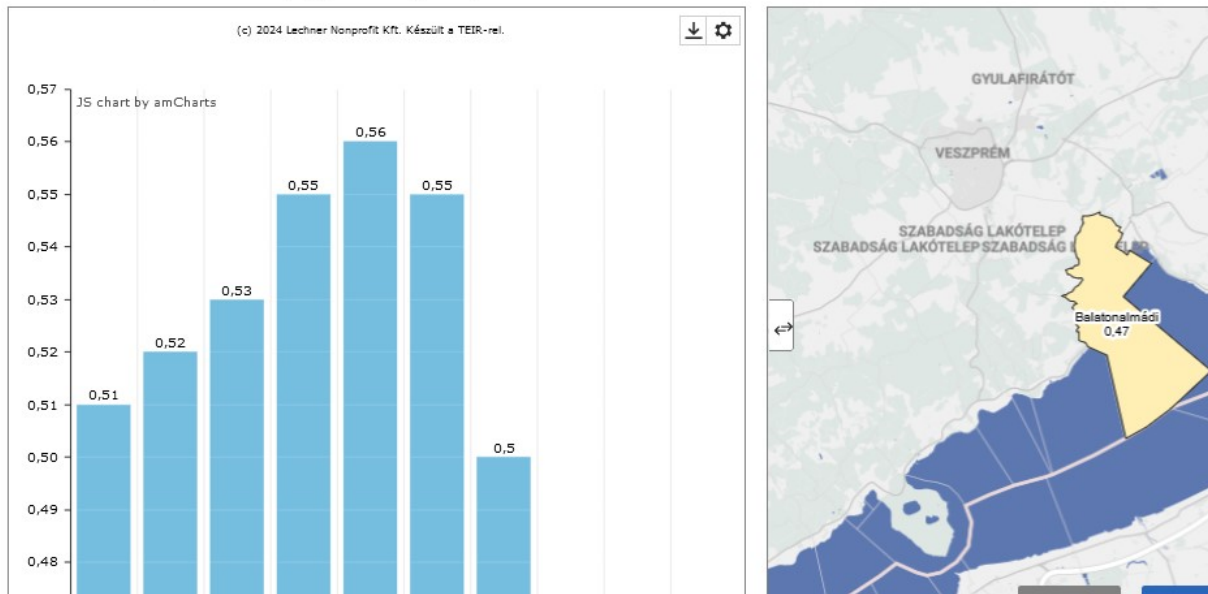 (c) 2024 Lechner Nonprofit Kft. Készült a TEIR-rel.
JS chart by amCharts
0,57
0,56
0,55
0,54
0,53
0,52
0,51
0,50
0,49
0,48
0,51
0,52
0,53
0,55
0,56
0,55
0,5
GYULAFIRÁTÓT
VESZPRÉM
SZABADSÁG LAKÓTELEP
SZABADSÁG LAKÓTELEP SZABADSÁG
Balatonalmádi
0,47